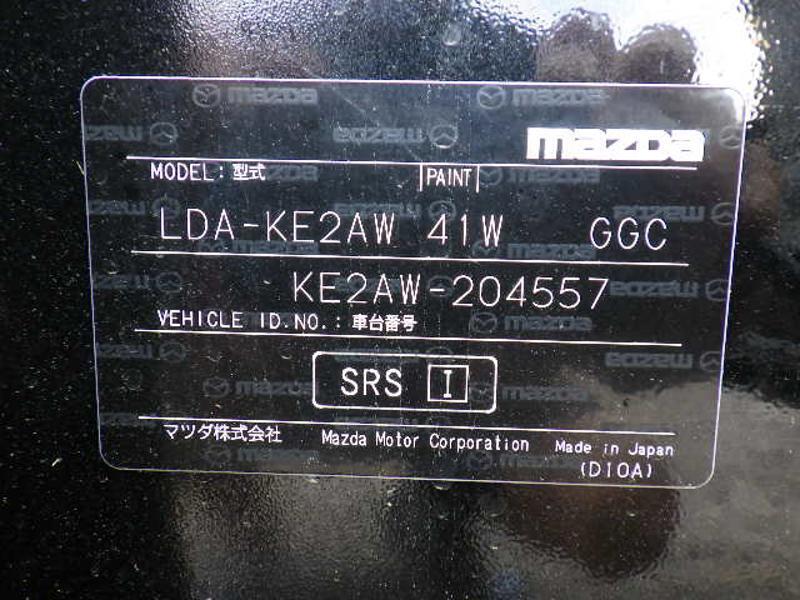 mazda
MODEL: 型式 PAINT
LDA-KE2AW 41W GGC
KE2AW-204557
VEHICLE ID.NO.: 車台番号
SRS I
マツダ株式会社 Mazda Motor Corporation Made in Japan
(D10A)